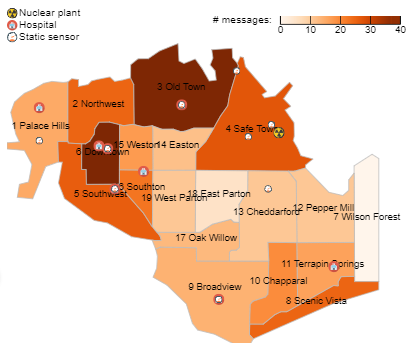 Nuclear plant
Hospital
Static sensor
# messages:
0 10 20 30 40
3 Old Town
2 Northwest
1 Palace Hills
4 Safe Town
6 Downtown
15 Weston
14 Easton
5 Southwest
16 Southton
19 West Parton
18 East Parton
13 Cheddarford
12 Pepper Mill
7 Wilson Forest
17 Oak Willow
11 Terrapin Springs
10 Chapparal
9 Broadview
8 Scenic Vista